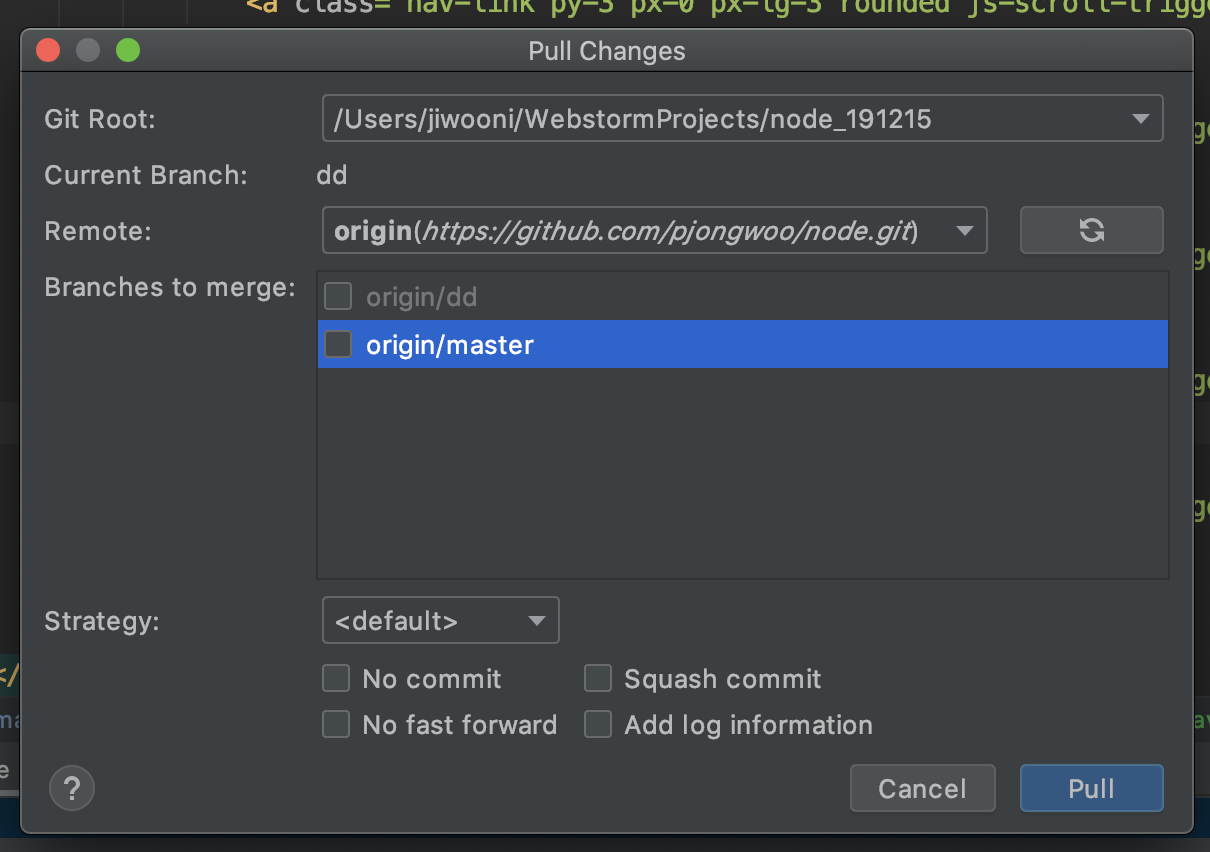 <a class="nav-link py-3 px-0 px-lg-3 rounded js-scroll-trigg
Pull Changes
Git Root: /Users/jiwooni/WebstormProjects/node_191215
Current Branch: dd
Remote: origin(https://github.com/pjongwoo/node.git)
Branches to merge: origin/dd
origin/master
Strategy: <default>
No commit Squash commit
No fast forward Add log information
</
? Cancel Pull